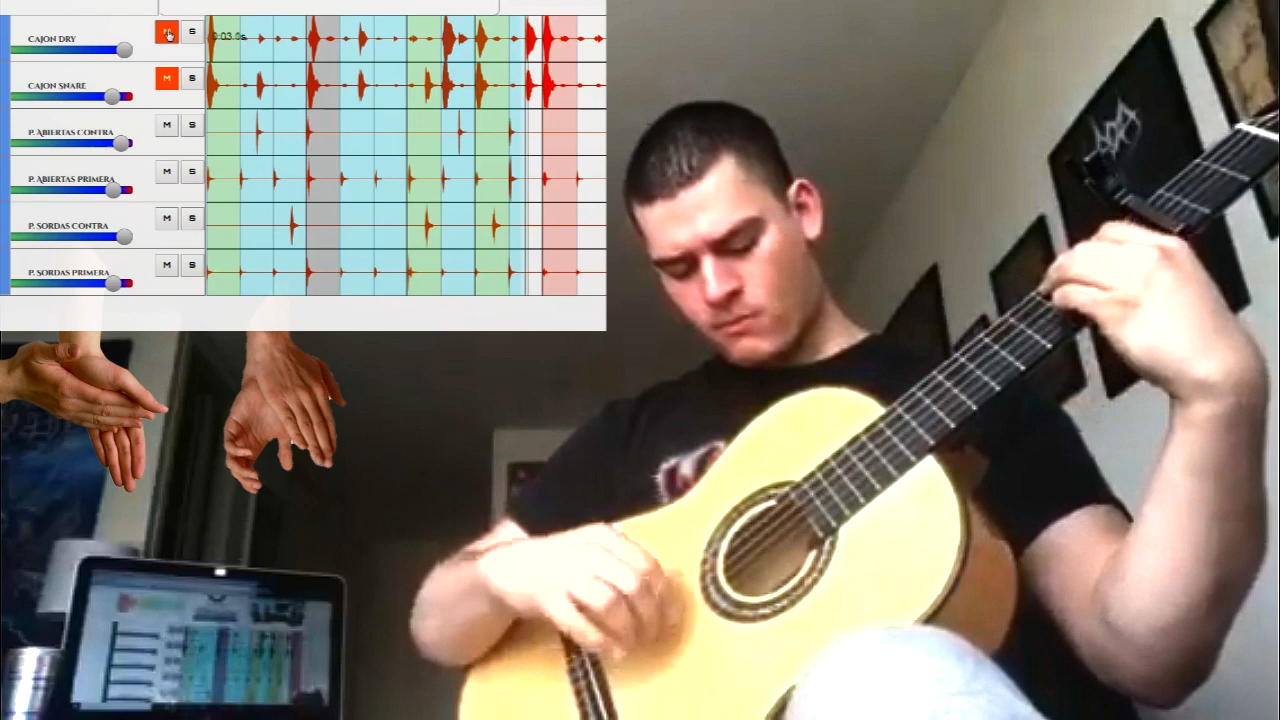 CAJON DRY M S 0:03.0s
CAJON SNARE M S
P. ABIERTAS CONTRA M S
P. ABIERTAS PRIMERA M S
P. SORDAS CONTRA M S
P. SORDAS PRIMERA M S